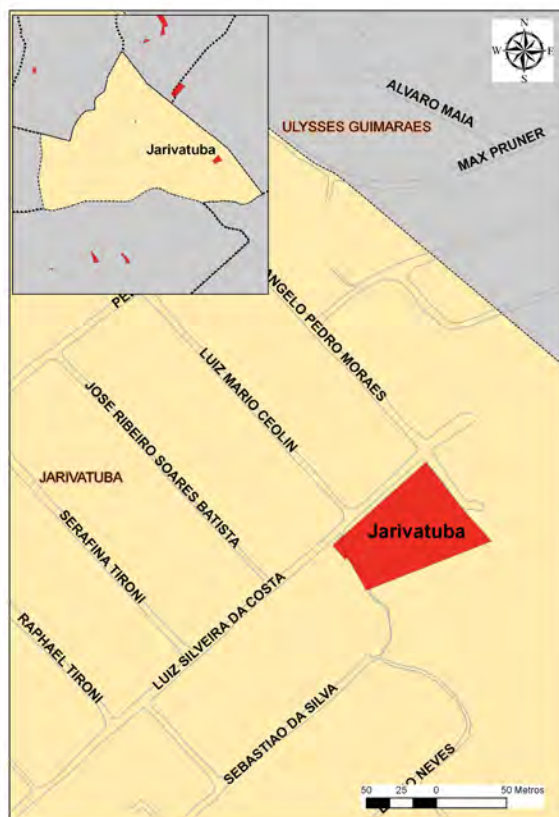 N
W
E
S
ALVARO MAIA
ULYSSES GUIMARAES
MAX PRUNER
Jarivatuba
ANGELO PEDRO MORAES
LUIZ MARIO CEOLIN
JOSE RIBEIRO SOARES BATISTA
JARIVATUBA
SERAFINA TIRONI
Jarivatuba
RAPHAEL TIRONI
LUIZ SILVEIRA DA COSTA
SEBASTIAO DA SILVA
NEVES
50 25 0 50 Metros